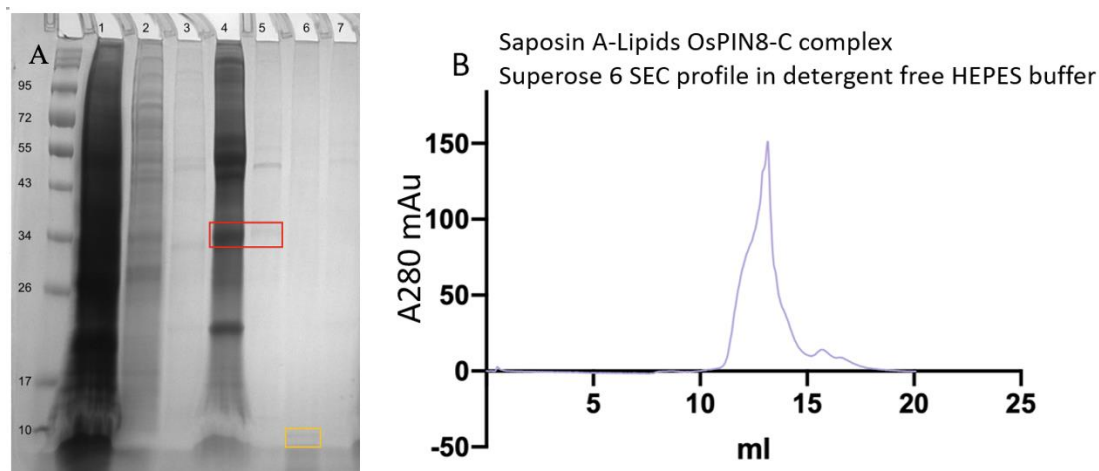 A
1 2 3 4 5 6 7
95
72
55
43
34
26
17
10
B
Saposin A-Lipids OsPIN8-C complex
Superose 6 SEC profile in detergent free HEPES buffer
A280 mAu
150
100
50
0
-50
5 10 15 20 25
ml